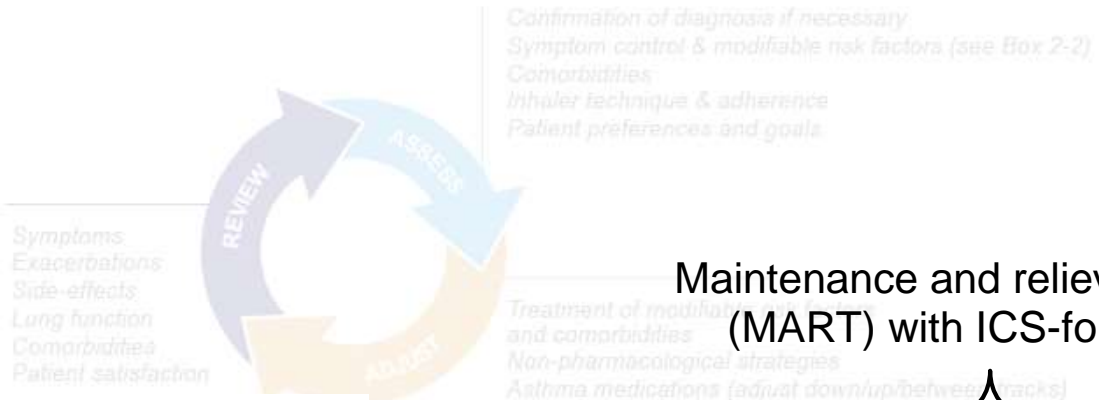 Confirmation of diagnosis if necessary
Symptom control & modifiable risk factors (see Box 2-2)
Comorbidities
Inhaler technique & adherence
Patient preferences and goals
ASSESS
REVIEW
Symptoms
Exacerbations
Side-effects
Lung function
Comorbidities
Patient satisfaction
Maintenance and reliev
(MART) with ICS-fo
Treatment of modifiable risk factors
and comorbidities
Non-pharmacological strategies
Asthma medications (adjust down/up/between tracks)
ADJUST